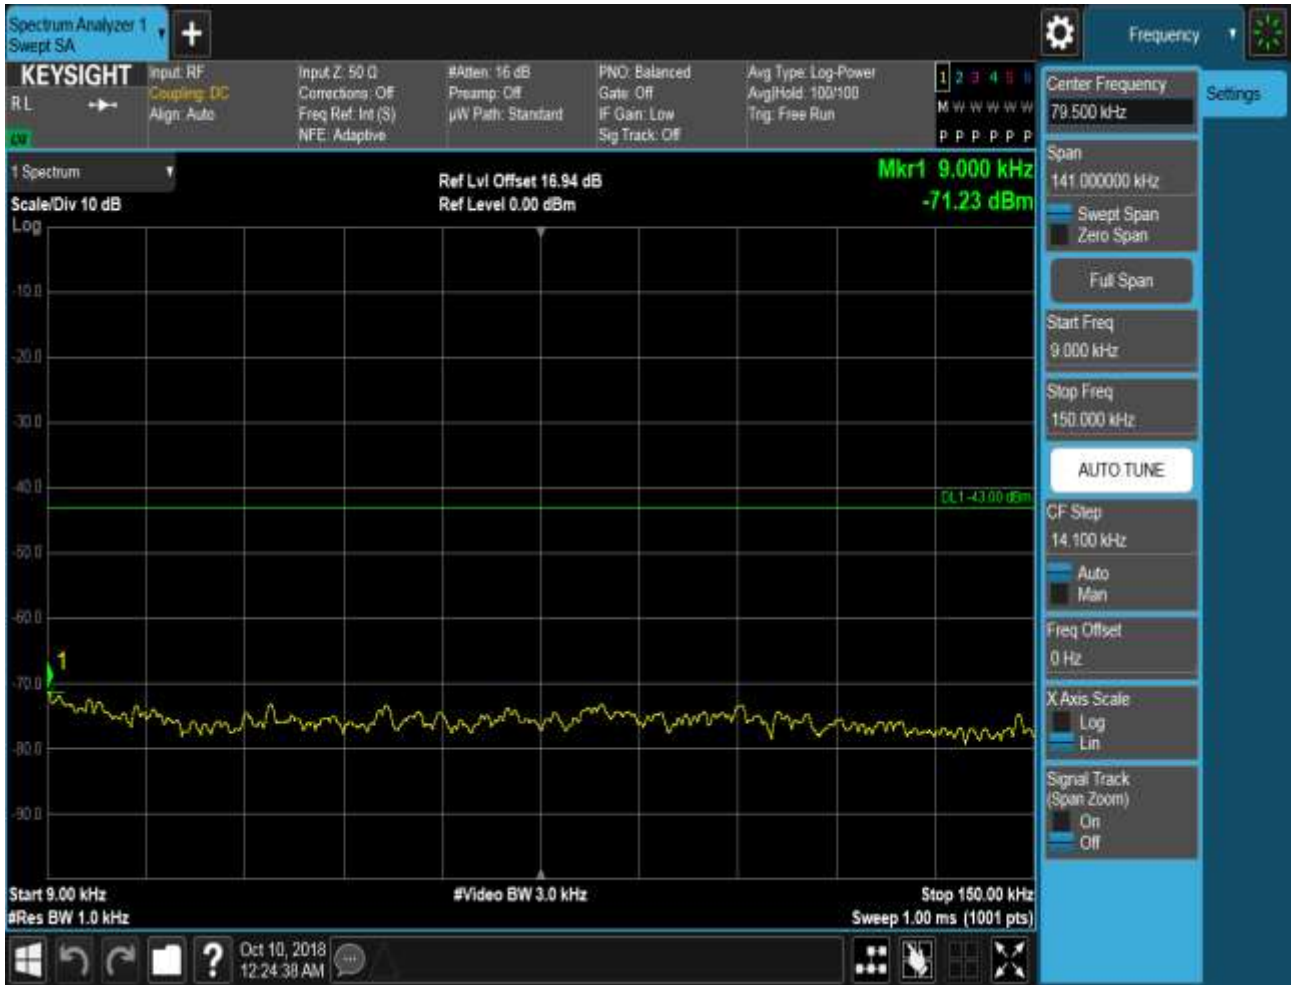 Spectrum Analyzer 1
Swept SA
Frequency
KEYSIGHT
RL
LXI
Input: RF
Coupling: DC
Align: Auto
Input Z: 50 Ω
Corrections: Off
Freq Ref: Int (S)
NFE: Adaptive
#Atten: 16 dB
Preamp: Off
µW Path: Standard
PNO: Balanced
Gate: Off
IF Gain: Low
Sig Track: Off
Avg Type: Log-Power
Avg|Hold: 100/100
Trig: Free Run
1 2 3 4 5 6
M W W W W W
P P P P P P
1 Spectrum
Scale/Div 10 dB
Log
Ref Lvl Offset 16.94 dB
Ref Level 0.00 dBm
Mkr1 9.000 kHz
-71.23 dBm
-10.0
-20.0
-30.0
-40.0
DL1 -43.00 dBm
-50.0
-60.0
1
-70.0
-80.0
-90.0
Start 9.00 kHz
#Video BW 3.0 kHz
Stop 150.00 kHz
#Res BW 1.0 kHz
Sweep 1.00 ms (1001 pts)
Center Frequency
79.500 kHz
Settings
Span
141.000000 kHz
Swept Span
Zero Span
Full Span
Start Freq
9.000 kHz
Stop Freq
150.000 kHz
AUTO TUNE
CF Step
14.100 kHz
Auto
Man
Freq Offset
0 Hz
X Axis Scale
Log
Lin
Signal Track
(Span Zoom)
On
Off
?
Oct 10, 2018
12:24:38 AM